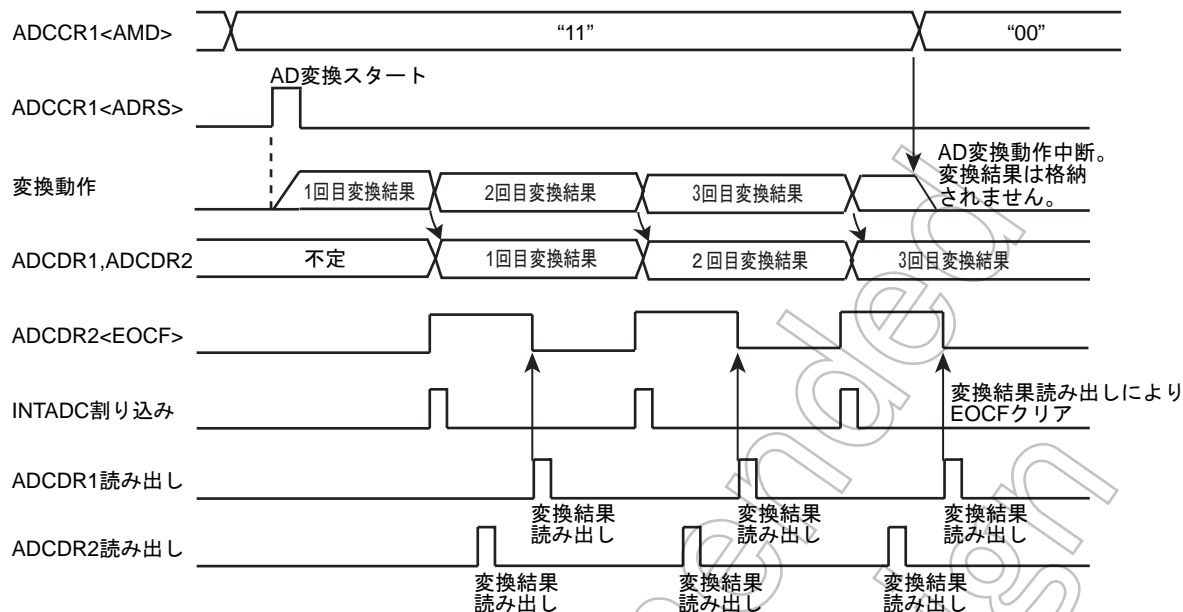 ADCCR1<AMD>
“11”
“00”
AD変換スタート
ADCCR1<ADRS>
AD変換動作中断。
変換結果は格納
されません。
変換動作
1回目変換結果
2回目変換結果
3回目変換結果
ADCDR1,ADCDR2
不定
1回目変換結果
2回目変換結果
3回目変換結果
ADCDR2<EOCF>
INTADC割り込み
変換結果読み出しにより
EOCFクリア
ADCDR1読み出し
変換結果
読み出し
変換結果
読み出し
変換結果
読み出し
ADCDR2読み出し
変換結果
読み出し
変換結果
読み出し
変換結果
読み出し